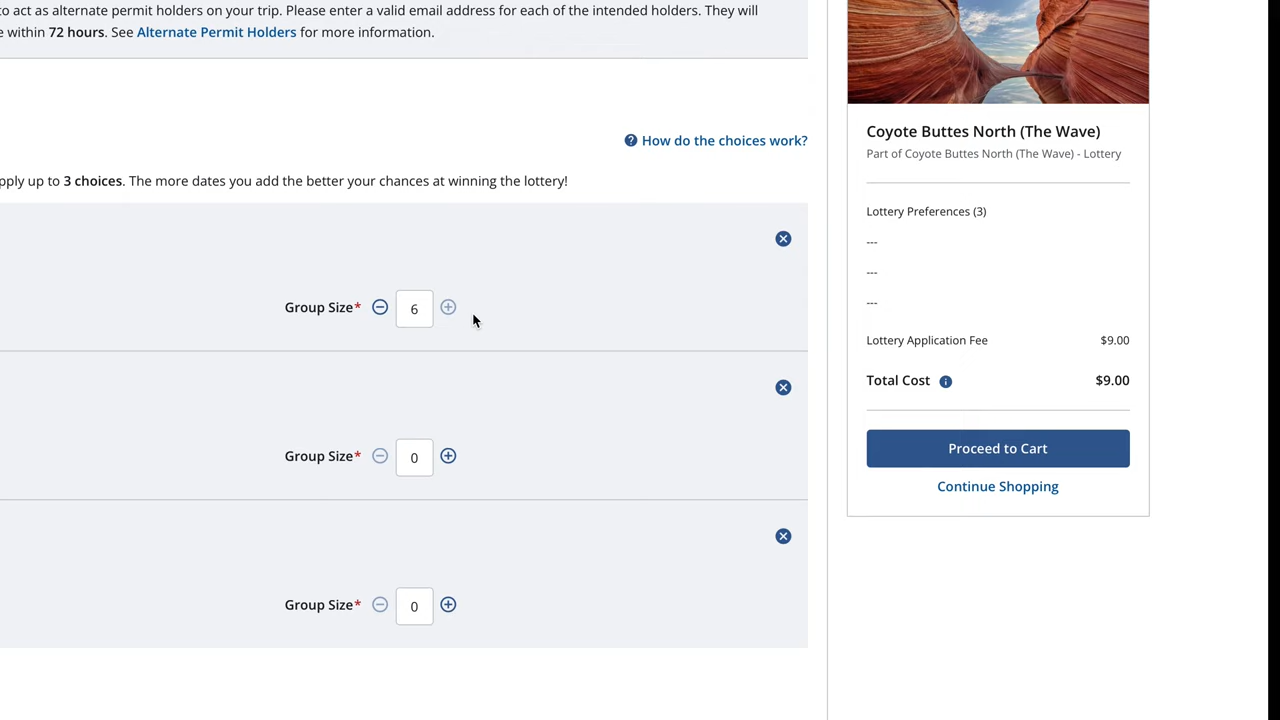 to act as alternate permit holders on your trip. Please enter a valid email address for each of the intended holders. They will
within 72 hours. See Alternate Permit Holders for more information.
How do the choices work?
pply up to 3 choices. The more dates you add the better your chances at winning the lottery!
Group Size* 6
Group Size* 0
Group Size* 0
Coyote Buttes North (The Wave)
Part of Coyote Buttes North (The Wave) - Lottery
Lottery Preferences (3)
---
---
---
Lottery Application Fee $9.00
Total Cost $9.00
Proceed to Cart
Continue Shopping